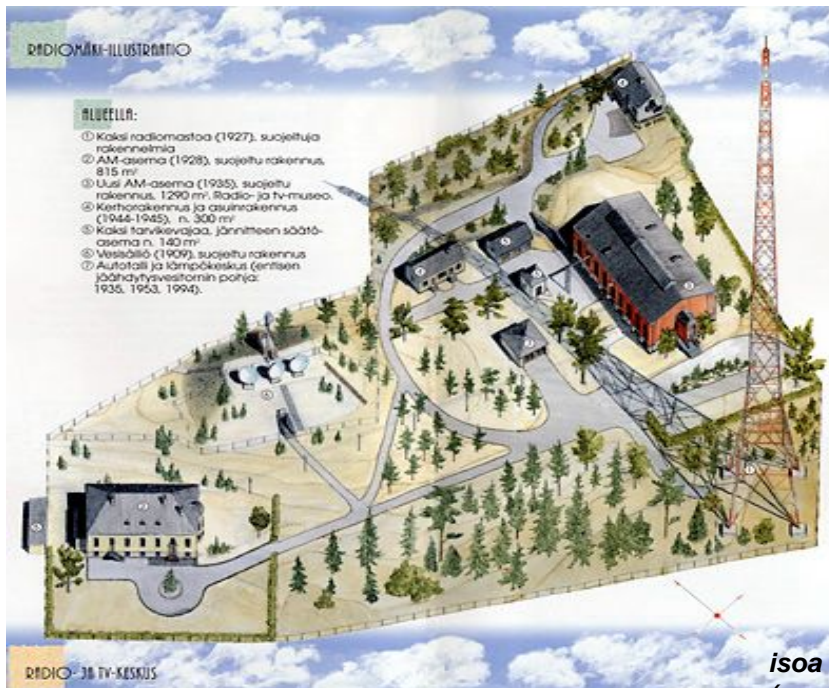 RADIOMÄKI-ILLUSTRAATIO
ALUEELLA:
① Kaksi radiomastoa (1927), suojeltuja
rakennelmia
② AM-asema (1928), suojeltu rakennus,
815 m²
③ Uusi AM-asema (1935), suojeltu
rakennus, 1290 m². Radio- ja tv-museo.
④ Kerhorakennus ja asuinrakennus
(1944-1945), n. 300 m²
⑤ Kaksi tarvikevajaa, jännitteen säätö-
asema n. 140 m²
⑥ Vesisäiliö (1909), suojeltu rakennus
⑦ Autotalli ja lämpökeskus (entisen
jäähdytysvesitornin pohja:
1935, 1953, 1994).
RADIO- JA TV-KESKUS
isoa